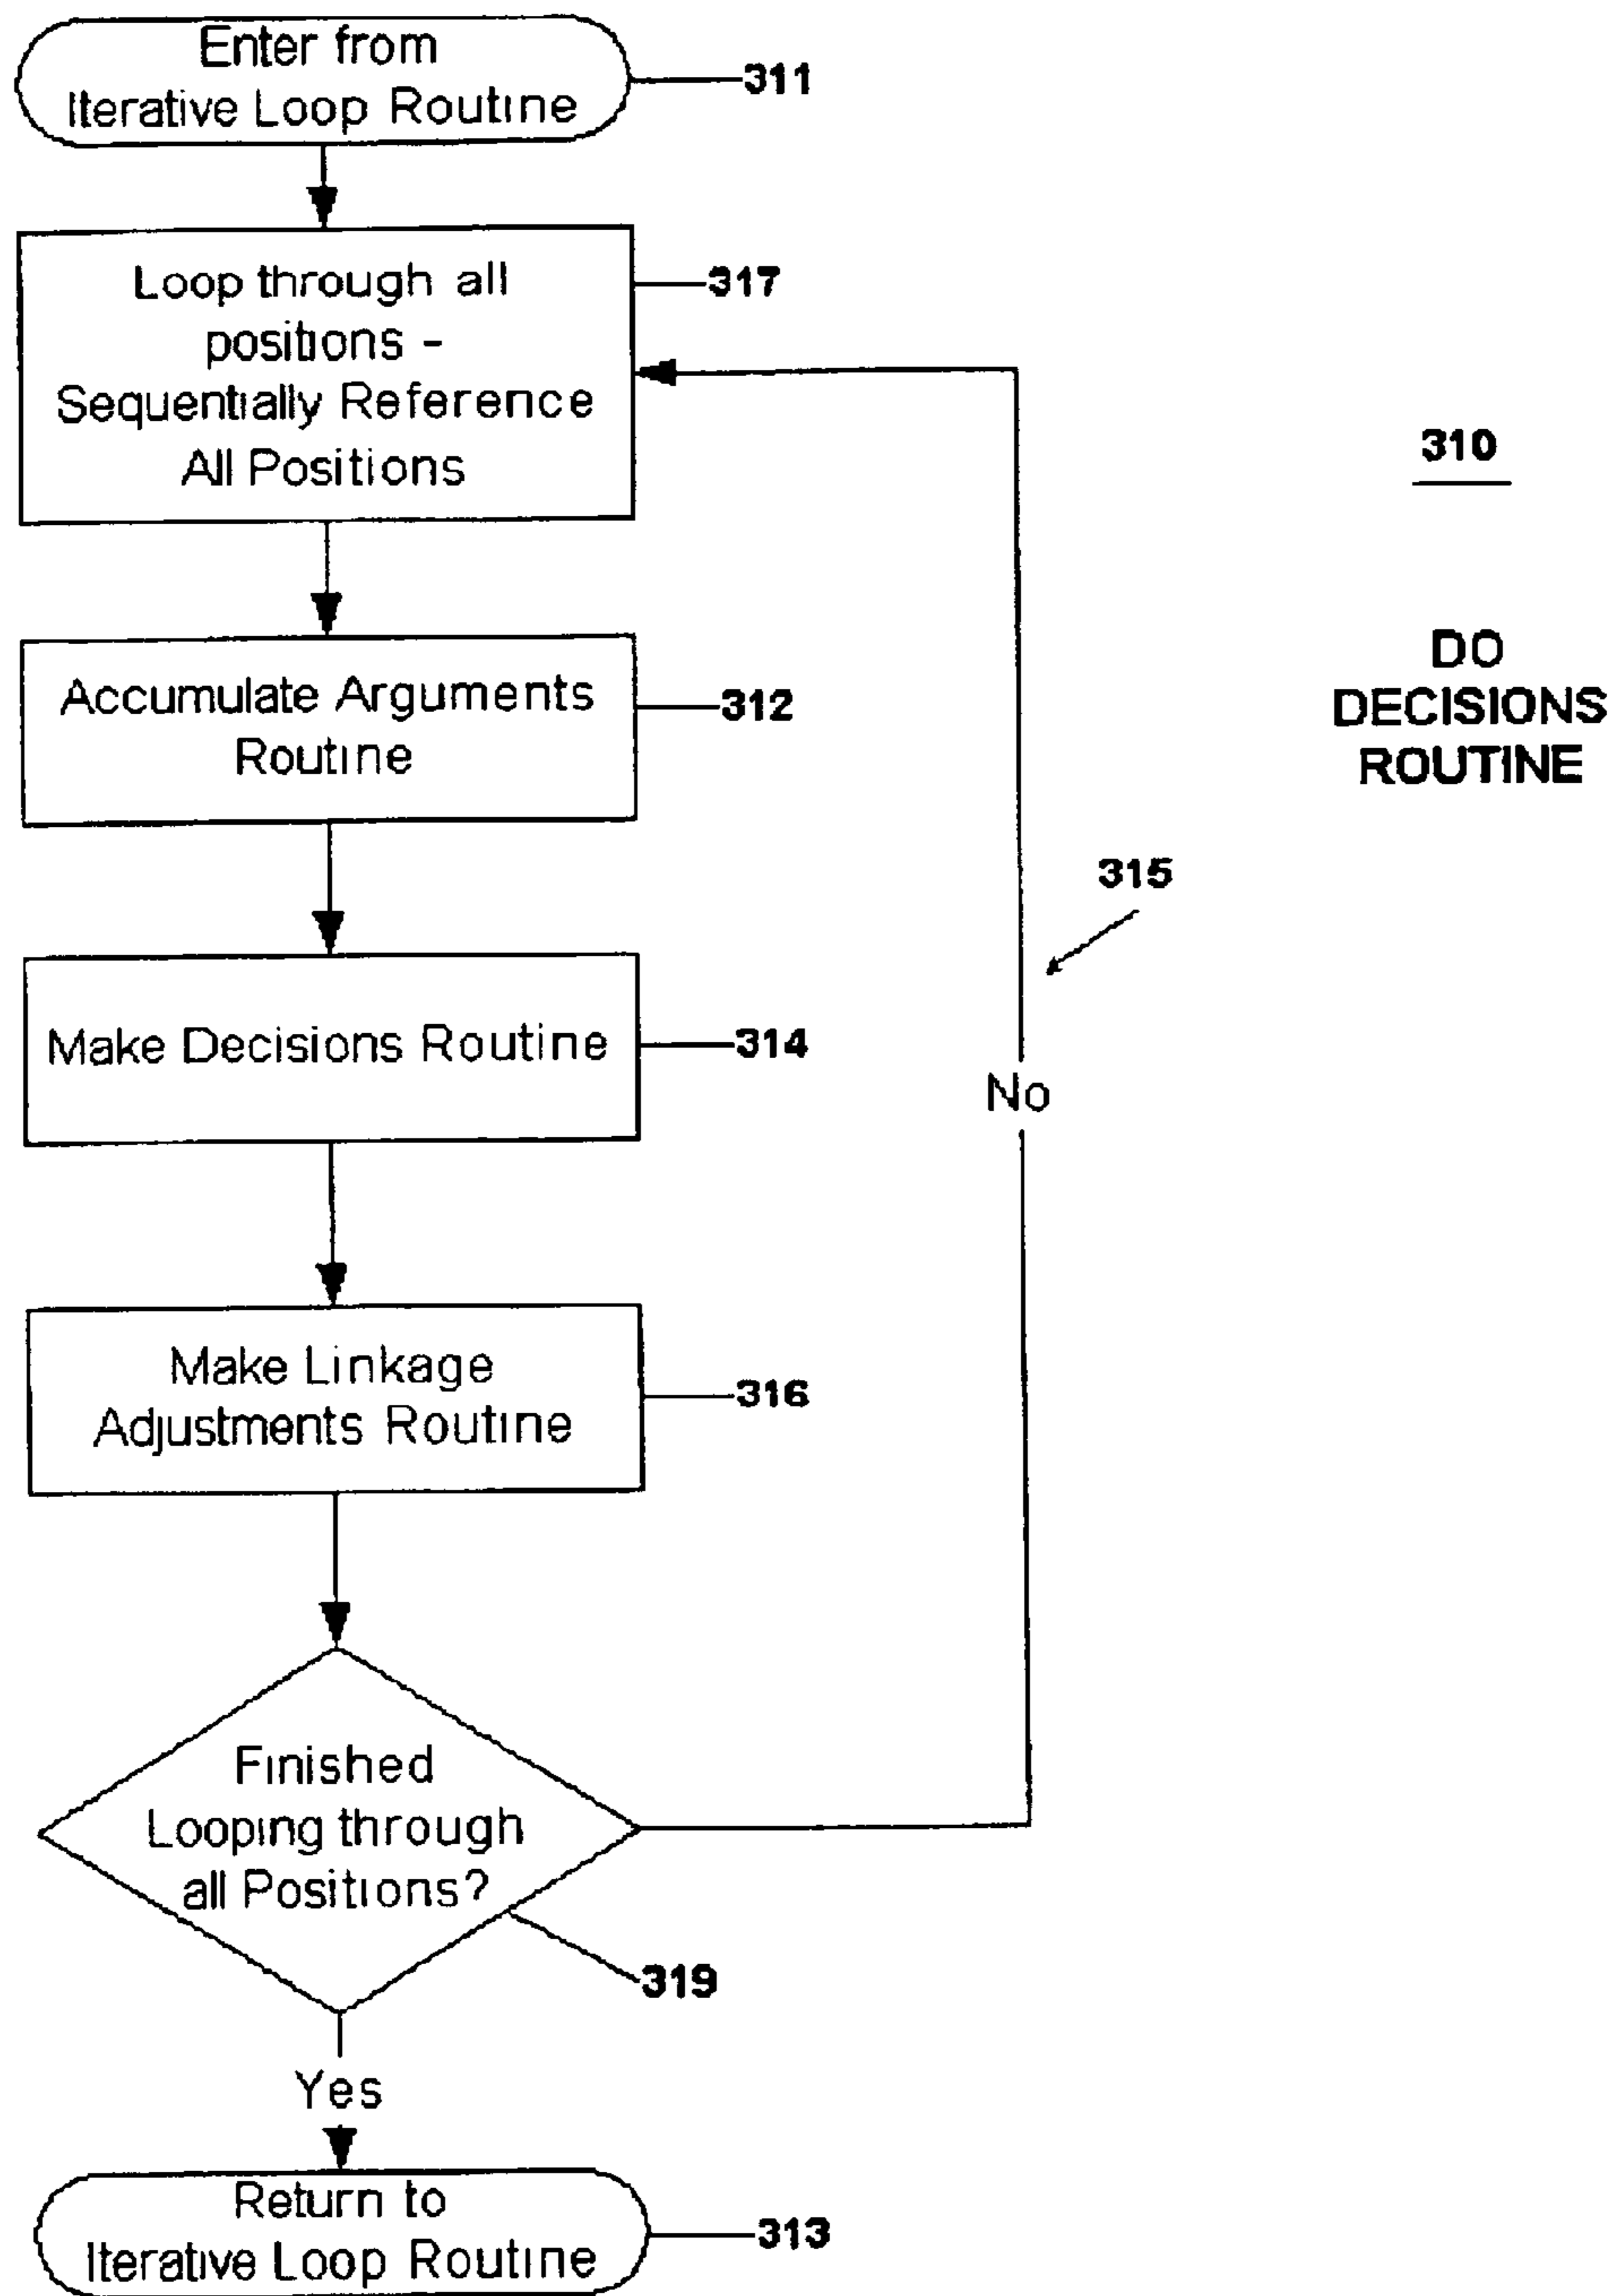 Enter from
Iterative Loop Routine
311
Loop through all
positions -
Sequentially Reference
All Positions
317
310
DO
DECISIONS
ROUTINE
Accumulate Arguments
Routine
312
315
Make Decisions Routine
314
No
Make Linkage
Adjustments Routine
316
Finished
Looping through
all Positions?
319
Yes
Return to
Iterative Loop Routine
313